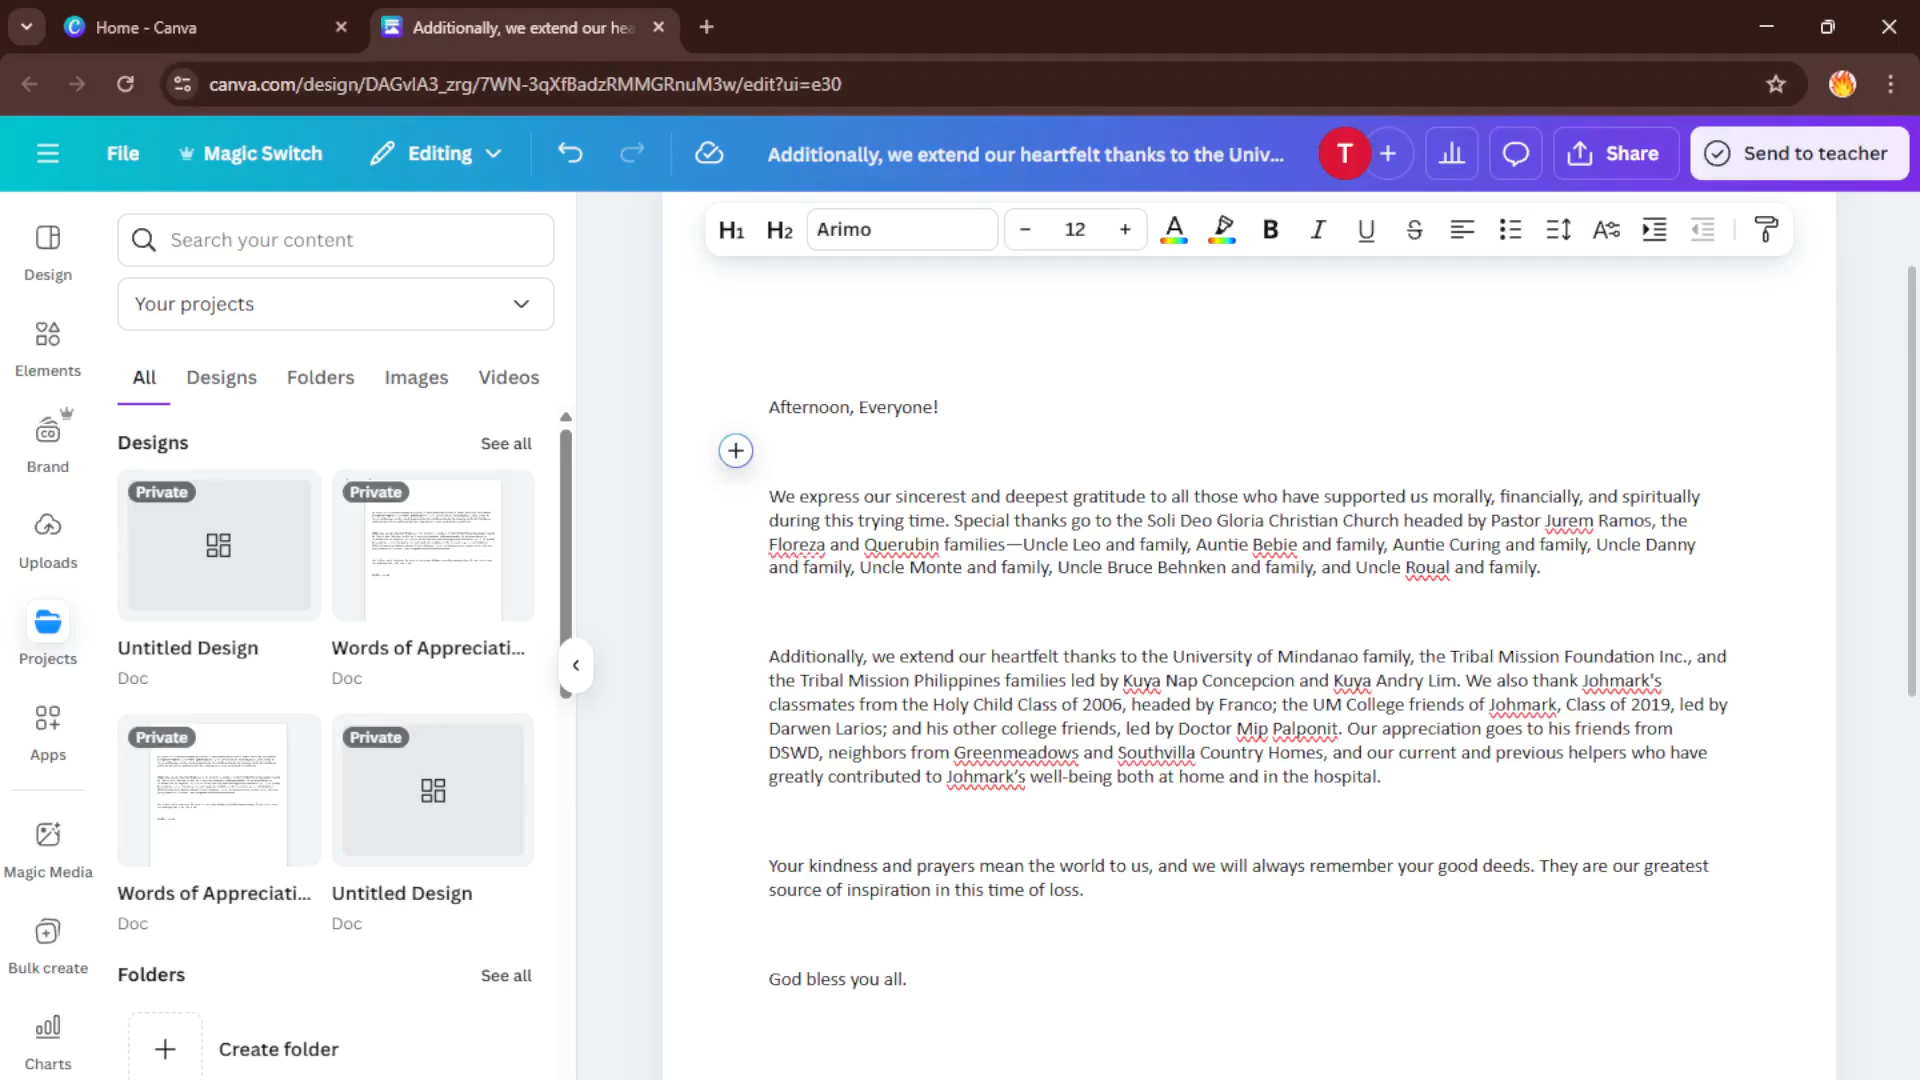 Home - Canva
Additionally, we extend our hea
canva.com/design/DAGvlA3_zrg/7WN-3qXfBadzRMMGRnuM3w/edit?ui=e30
File
Magic Switch
Editing
Additionally, we extend our heartfelt thanks to the Univ...
T
Share
Send to teacher
Design
Elements
Brand
Uploads
Projects
Apps
Magic Media
Bulk create
Charts
Search your content
Your projects
All
Designs
Folders
Images
Videos
Designs
See all
Private
Private
Untitled Design
Doc
Words of Appreciati...
Doc
Private
Private
Words of Appreciati...
Doc
Untitled Design
Doc
Folders
See all
Create folder
H1 H2 Arimo - 12 + A B I U S
Afternoon, Everyone!
We express our sincerest and deepest gratitude to all those who have supported us morally, financially, and spiritually
during this trying time. Special thanks go to the Soli Deo Gloria Christian Church headed by Pastor Jurem Ramos, the
Floreza and Querubin families—Uncle Leo and family, Auntie Bebie and family, Auntie Curing and family, Uncle Danny
and family, Uncle Monte and family, Uncle Bruce Behnken and family, and Uncle Roual and family.
Additionally, we extend our heartfelt thanks to the University of Mindanao family, the Tribal Mission Foundation Inc., and
the Tribal Mission Philippines families led by Kuya Nap Concepcion and Kuya Andry Lim. We also thank Johmark's
classmates from the Holy Child Class of 2006, headed by Franco; the UM College friends of Johmark, Class of 2019, led by
Darwen Larios; and his other college friends, led by Doctor Mip Palponit. Our appreciation goes to his friends from
DSWD, neighbors from Greenmeadows and Southvilla Country Homes, and our current and previous helpers who have
greatly contributed to Johmark’s well-being both at home and in the hospital.
Your kindness and prayers mean the world to us, and we will always remember your good deeds. They are our greatest
source of inspiration in this time of loss.
God bless you all.